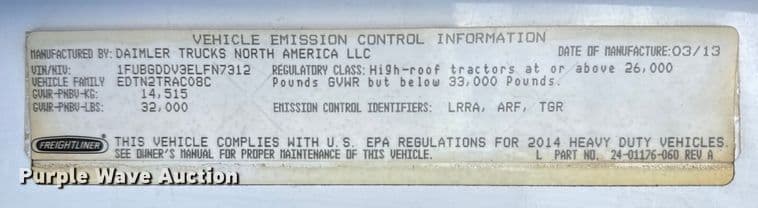 VEHICLE EMISSION CONTROL INFORMATION
MANUFACTURED BY: DAIMLER TRUCKS NORTH AMERICA LLC DATE OF MANUFACTURE: 03/13
VIN/NIV: 1FUBGDDV3ELFN7312 REGULATORY CLASS: High-roof tractors at or above 26,000
VEHICLE FAMILY EDTN2TRAC08C Pounds GVWR but below 33,000 Pounds.
GVWR-PNBV-KG: 14,515
GVWR-PNBV-LBS: 32,000 EMISSION CONTROL IDENTIFIERS: LRRA, ARF, TGR
FREIGHTLINER THIS VEHICLE COMPLIES WITH U.S. EPA REGULATIONS FOR 2014 HEAVY DUTY VEHICLES.
SEE OWNER'S MANUAL FOR PROPER MAINTENANCE OF THIS VEHICLE. L PART NO. 24-01176-060 REV A
Purple Wave Auction